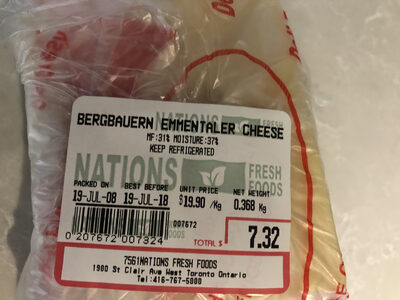 BERGBAUERN EMMENTALER CHEESE
MF:31% MOISTURE:37%
KEEP REFRIGERATED
NATIONS FRESH FOODS
PACKED ON BEST BEFORE UNIT PRICE NET WEIGHT
19-JUL-08 19-JUL-18 $19.90 /Kg 0.368 Kg
007672
0 207672 007324
TOTAL $ 7.32
7561NATIONS FRESH FOODS
1980 St Clair Ave West Toronto Ontario
Tel:416-767-5888